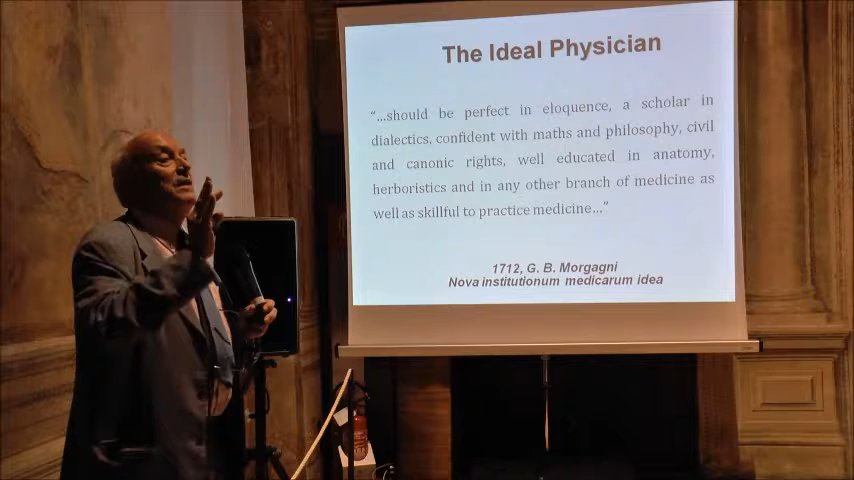 The Ideal Physician
“...should be perfect in eloquence, a scholar in
dialectics, confident with maths and philosophy, civil
and canonic rights, well educated in anatomy,
herboristics and in any other branch of medicine as
well as skillful to practice medicine...”
1712, G. B. Morgagni
Nova institutionum medicarum idea